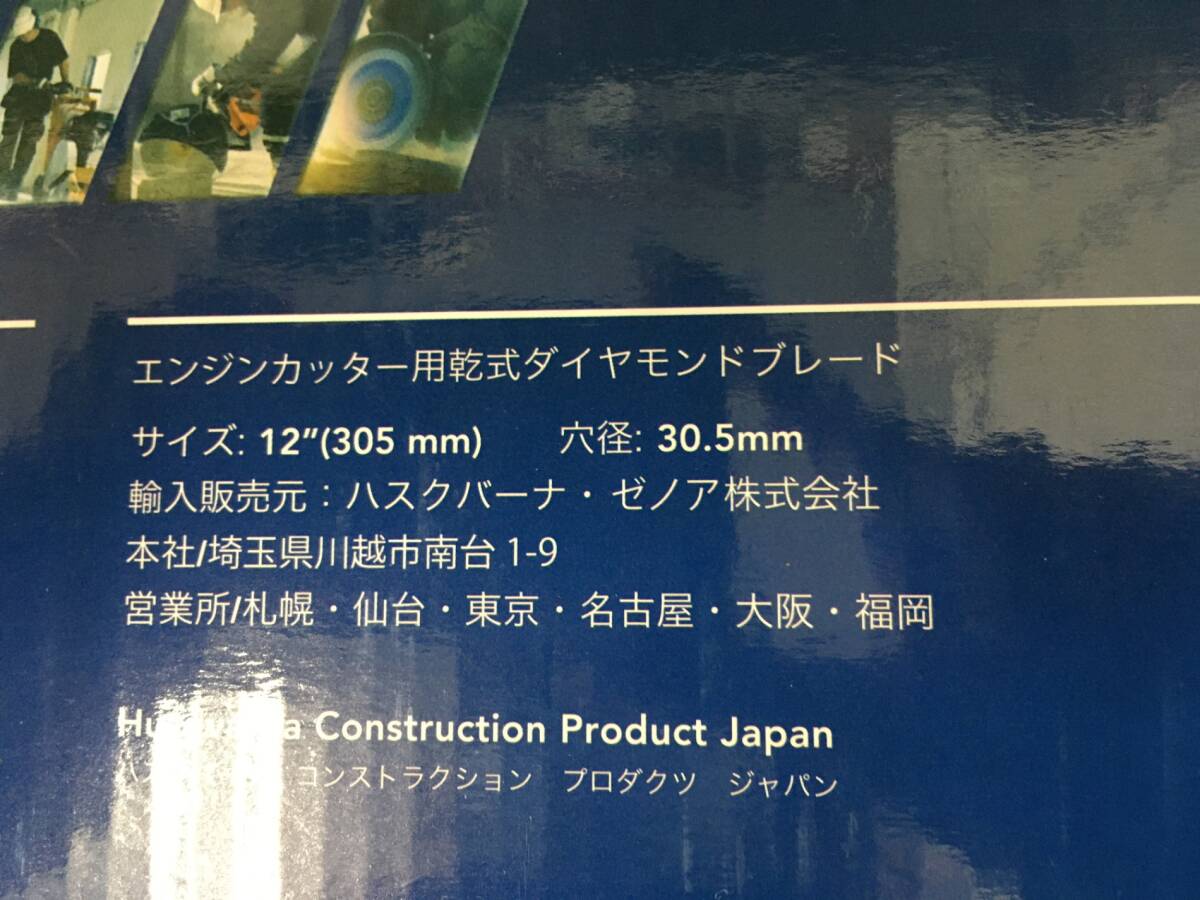 エンジンカッター用乾式ダイヤモンドブレード
サイズ: 12”(305 mm)　　穴径: 30.5mm
輸入販売元：ハスクバーナ・ゼノア株式会社
本社/埼玉県川越市南台 1-9
営業所/札幌・仙台・東京・名古屋・大阪・福岡
Construction Product Japan
コンストラクション　プロダクツ　ジャパン